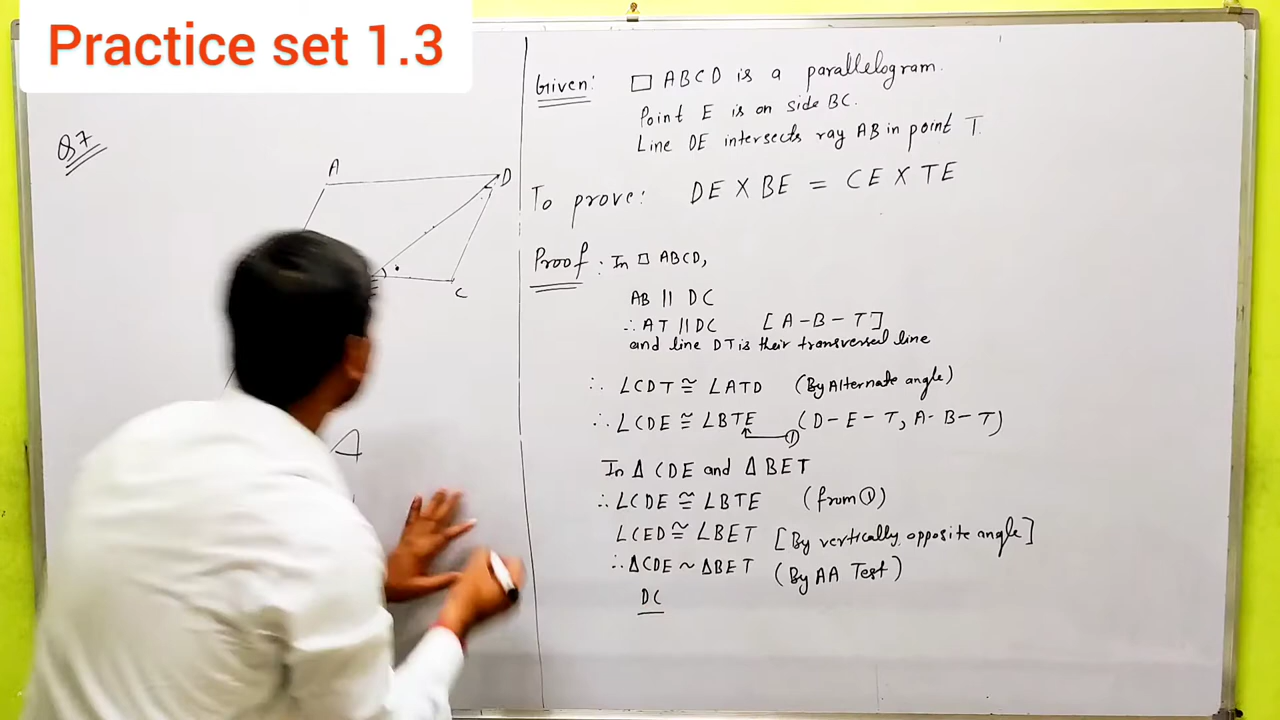 Practice set 1.3
Q7
A
D
E
C
Given: □ ABCD is a parallelogram.
Point E is on side BC.
Line DE intersects ray AB in point T.
To prove: DE X BE = CE X TE
Proof: In □ ABCD,
AB || DC
∴ AT || DC [A-B-T]
and line DT is their transversal line
∴ ∠CDT ≅ ∠ATD (By Alternate angle)
∴ ∠CDE ≅ ∠BTE (D-E-T, A-B-T)
①
In Δ CDE and Δ BET
∴ ∠CDE ≅ ∠BTE (from ①)
∠CED ≅ ∠BET [By vertically opposite angle]
∴ ΔCDE ~ ΔBET (By AA Test)
DC